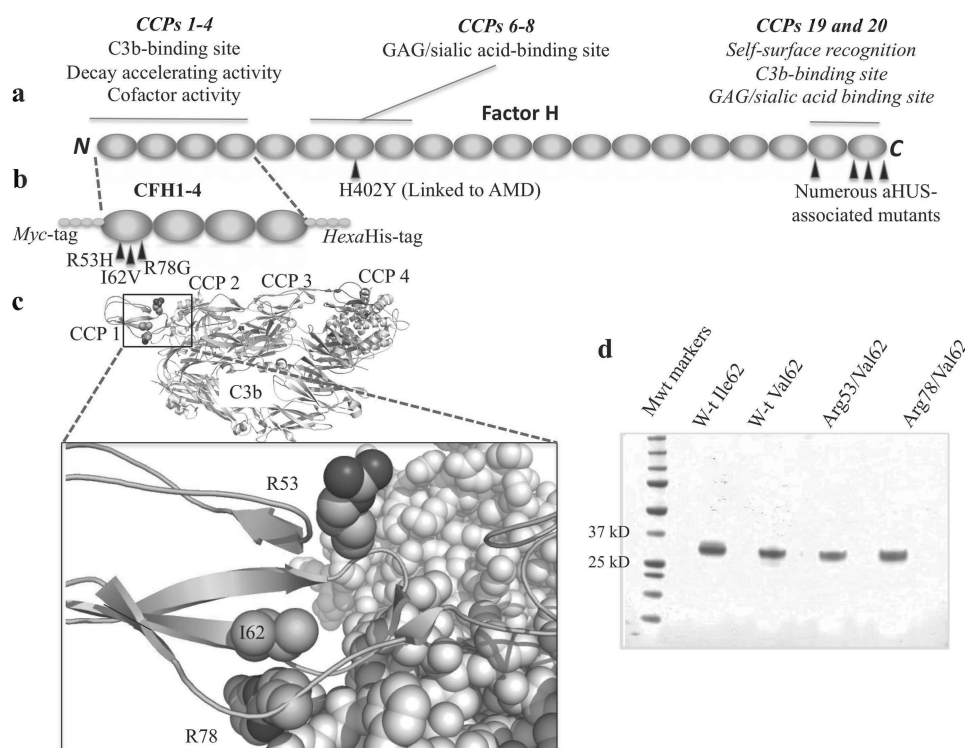 CCPs 1-4
C3b-binding site
Decay accelerating activity
Cofactor activity
CCPs 6-8
GAG/sialic acid-binding site
CCPs 19 and 20
Self-surface recognition
C3b-binding site
GAG/sialic acid binding site
a
Factor H
N
C
b
CFH1-4
H402Y (Linked to AMD)
Numerous aHUS-
associated mutants
Myc-tag
HexaHis-tag
R53H
I62V
R78G
c
CCP 1
CCP 2
CCP 3
CCP 4
C3b
R53
I62
R78
d
Mwt markers
W-t Ile62
W-t Val62
Arg53/Val62
Arg78/Val62
37 kD
25 kD